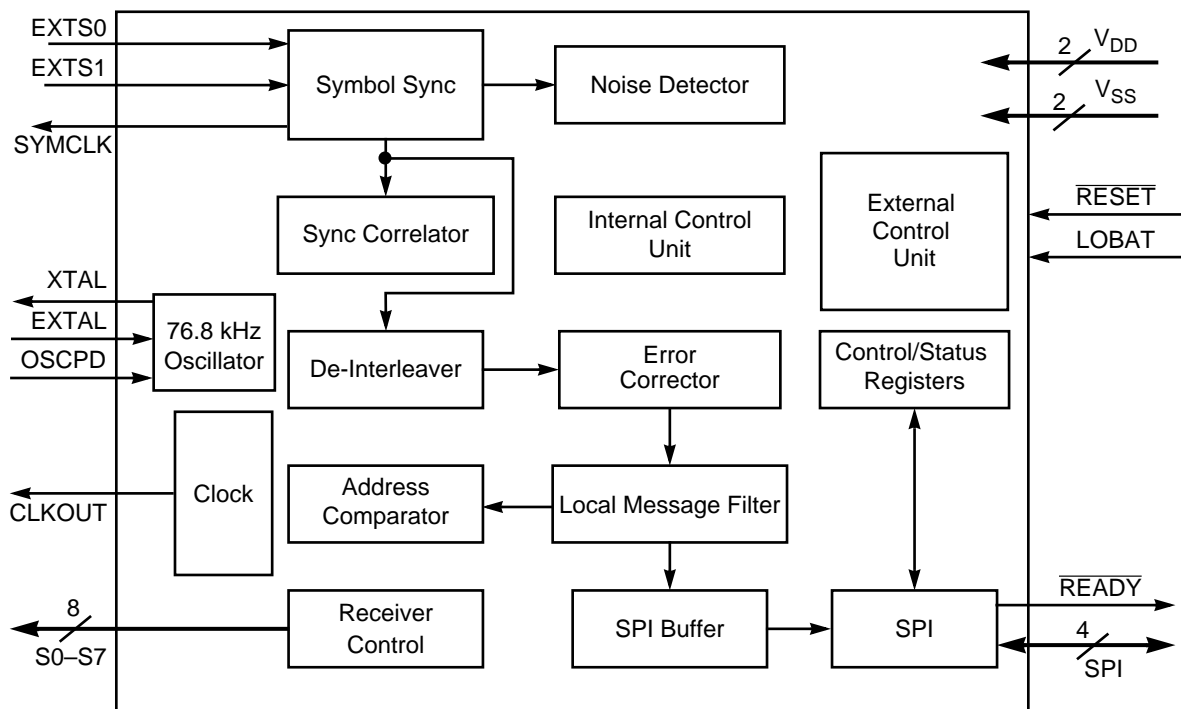 EXTS0
EXTS1
SYMCLK
Symbol Sync
Noise Detector
2
VDD
2
VSS
Sync Correlator
Internal Control
Unit
External
Control
Unit
RESET
LOBAT
XTAL
EXTAL
OSCPD
76.8 kHz
Oscillator
De-Interleaver
Error
Corrector
Control/Status
Registers
CLKOUT
Clock
Address
Comparator
Local Message Filter
8
S0–S7
Receiver
Control
SPI Buffer
SPI
READY
4
SPI